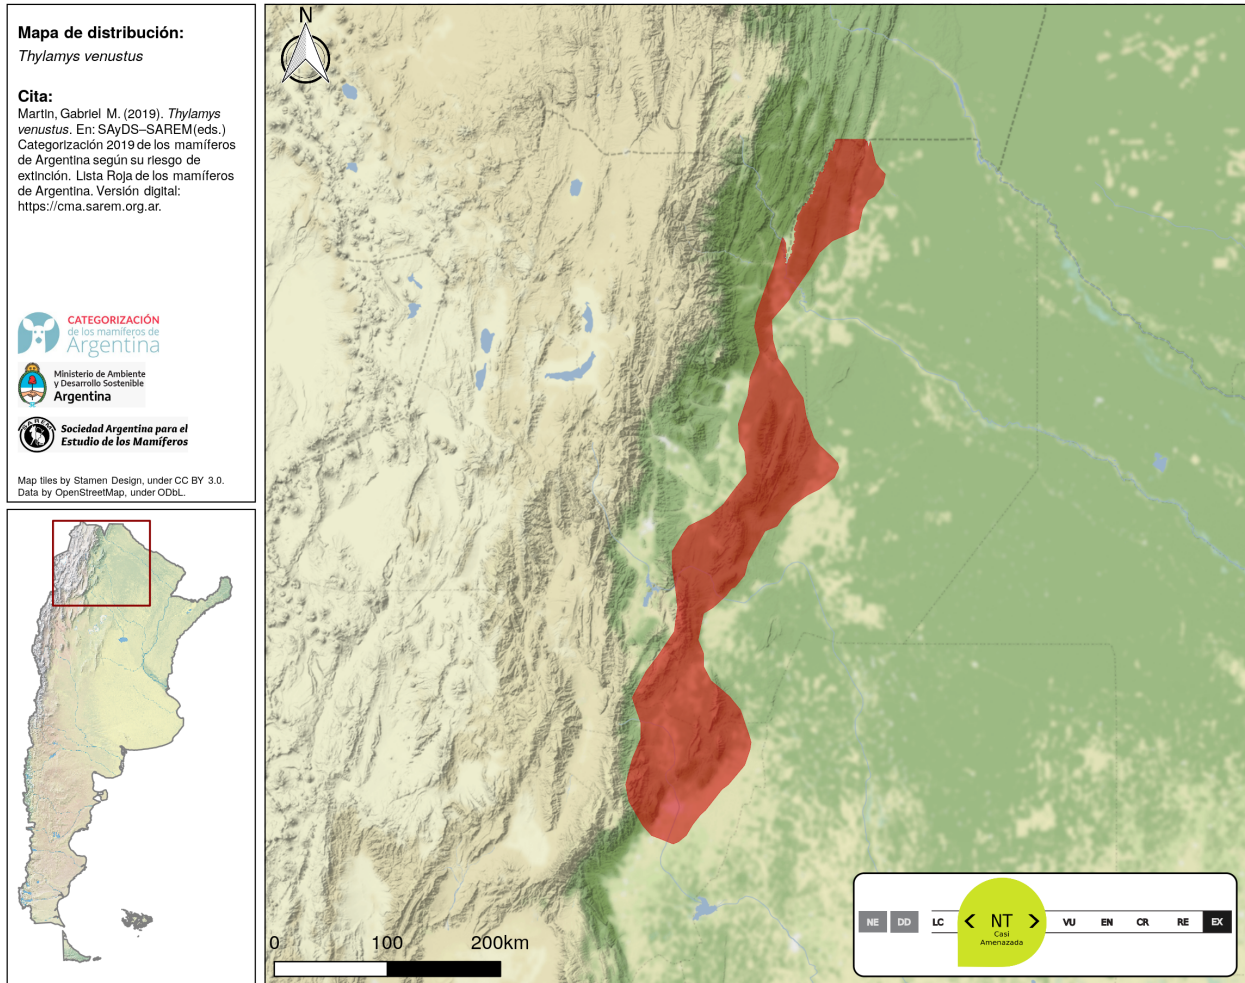 Mapa de distribución:
Thylamys venustus
Cita:
Martin, Gabriel M. (2019). Thylamys
venustus. En: SAyDS–SAREM(eds.)
Categorización 2019 de los mamíferos
de Argentina según su riesgo de
extinción. Lista Roja de los mamíferos
de Argentina. Versión digital:
https://cma.sarem.org.ar.
CATEGORIZACIÓN
de los mamíferos de
Argentina
Ministerio de Ambiente
y Desarrollo Sostenible
Argentina
SAREM
Sociedad Argentina para el
Estudio de los Mamíferos
Map tiles by Stamen Design, under CC BY 3.0.
Data by OpenStreetMap, under ODbL.
N
0 100 200km
NE DD LC < NT > VU EN CR RE EX
Casi
Amenazada